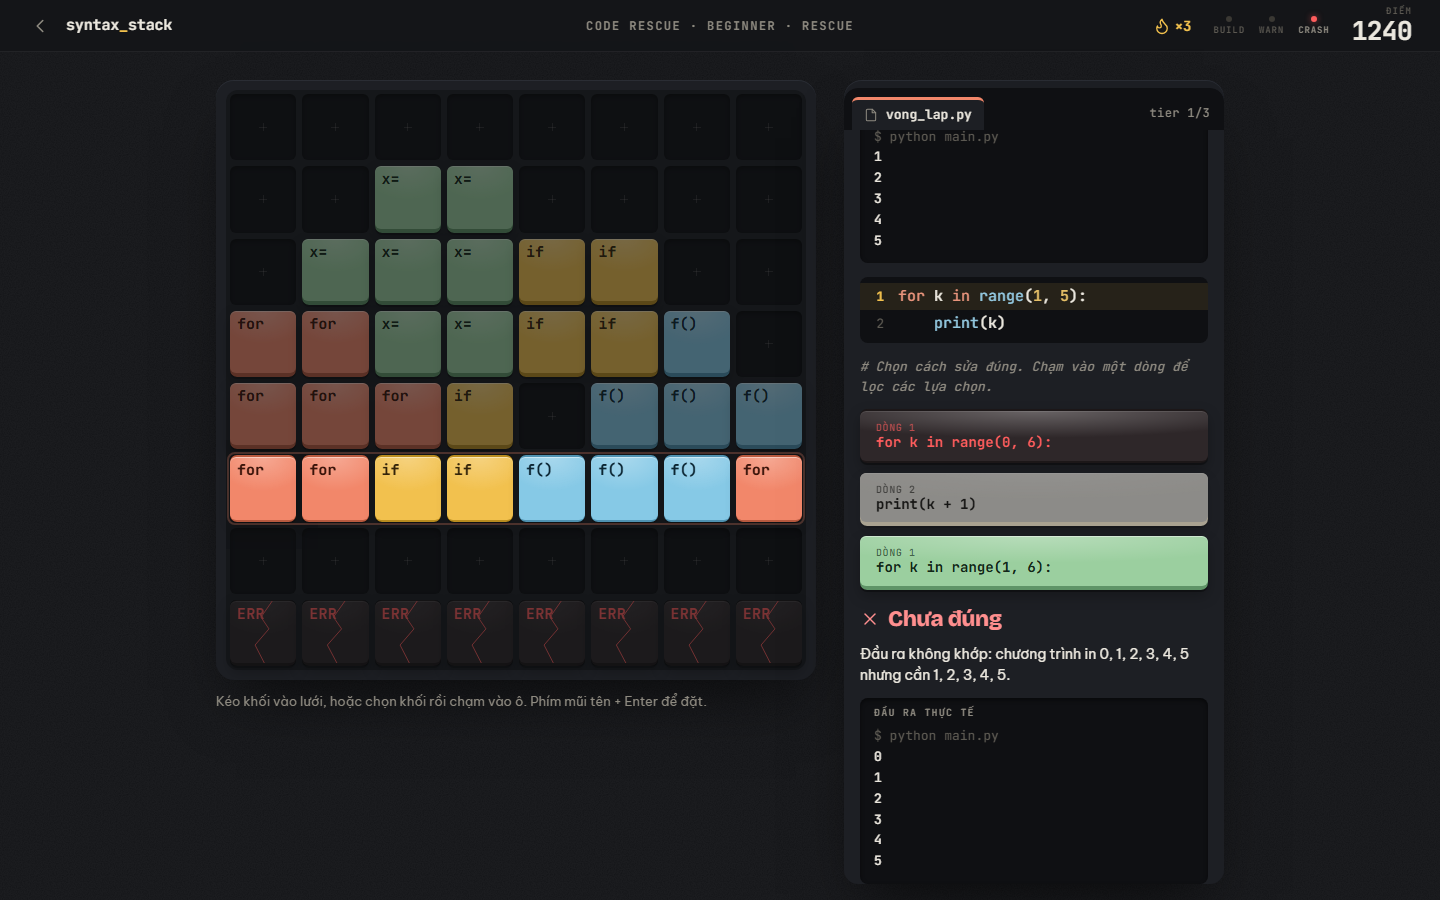 syntax_stack
CODE RESCUE · BEGINNER · RESCUE
×3
BUILD
WARN
CRASH
ĐIỂM
1240
x= x=
x= x= x= if if
for for x= x= if if f()
for for for if f() f() f()
for for if if f() f() f() for
ERR ERR ERR ERR ERR ERR ERR ERR
Kéo khối vào lưới, hoặc chọn khối rồi chạm vào ô. Phím mũi tên + Enter để đặt.
vong_lap.py
tier 1/3
$ python main.py
1
2
3
4
5
1 for k in range(1, 5):
2 print(k)
# Chọn cách sửa đúng. Chạm vào một dòng để
lọc các lựa chọn.
DÒNG 1
for k in range(0, 6):
DÒNG 2
print(k + 1)
DÒNG 1
for k in range(1, 6):
Chưa đúng
Đầu ra không khớp: chương trình in 0, 1, 2, 3, 4, 5
nhưng cần 1, 2, 3, 4, 5.
ĐẦU RA THỰC TẾ
$ python main.py
0
1
2
3
4
5